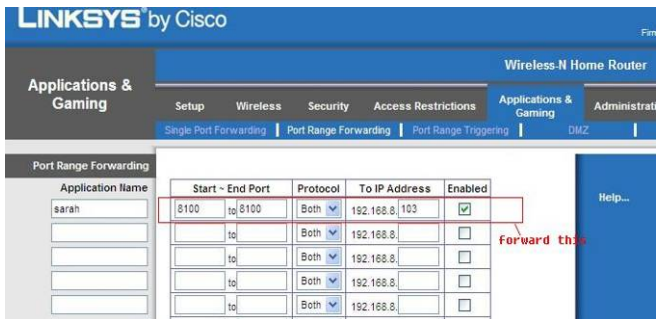 LINKSYS® by Cisco
Fim
Wireless-N Home Router
Applications &
Gaming
Setup Wireless Security Access Restrictions Applications & Gaming Administrati
Single Port Forwarding | Port Range Forwarding | Port Range Triggering | DMZ |
Port Range Forwarding
Application Name Start ~ End Port Protocol To IP Address Enabled
Help...
sarah 8100 to 8100 Both 192.168.8. 103
forward this
to Both 192.168.8.
to Both 192.168.8.
to Both 192.168.8.
to Both 192.168.8.